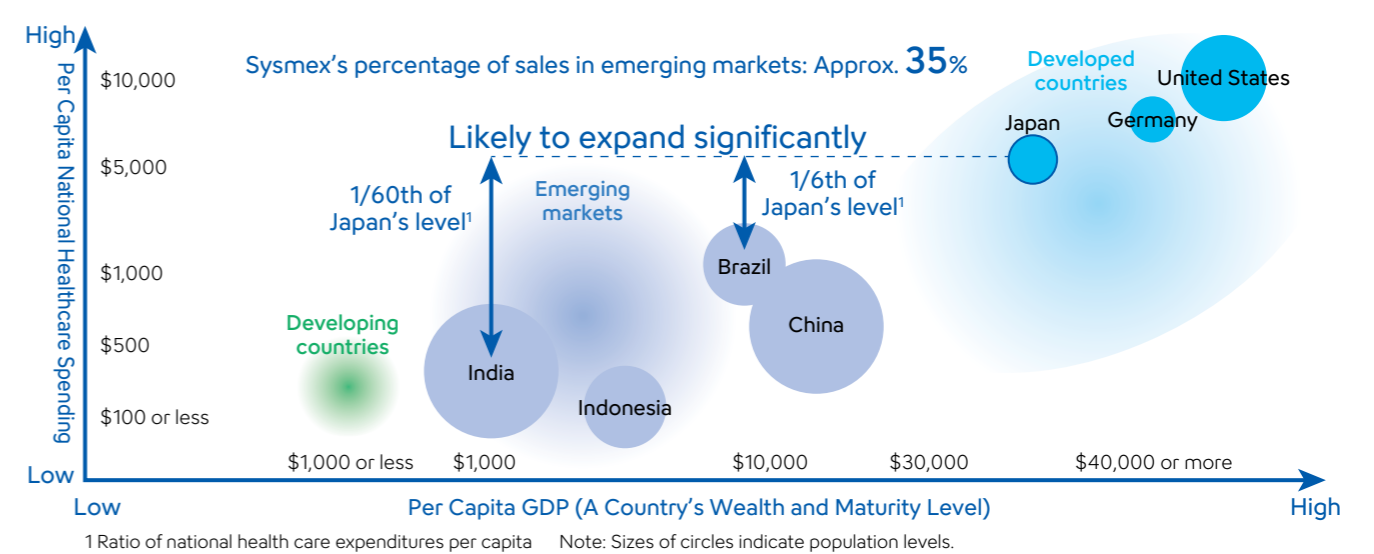 High
Per Capita National Healthcare Spending
Low
$10,000
$5,000
$1,000
$500
$100 or less
Sysmex's percentage of sales in emerging markets: Approx. 35%
Likely to expand significantly
1/60th of
Japan's level¹
Emerging
markets
1/6th of
Japan's level¹
Developed
countries
United States
Germany
Japan
Brazil
China
Developing
countries
India
Indonesia
$1,000 or less
$1,000
$10,000
$30,000
$40,000 or more
Low
Per Capita GDP (A Country's Wealth and Maturity Level)
High
1 Ratio of national health care expenditures per capita
Note: Sizes of circles indicate population levels.